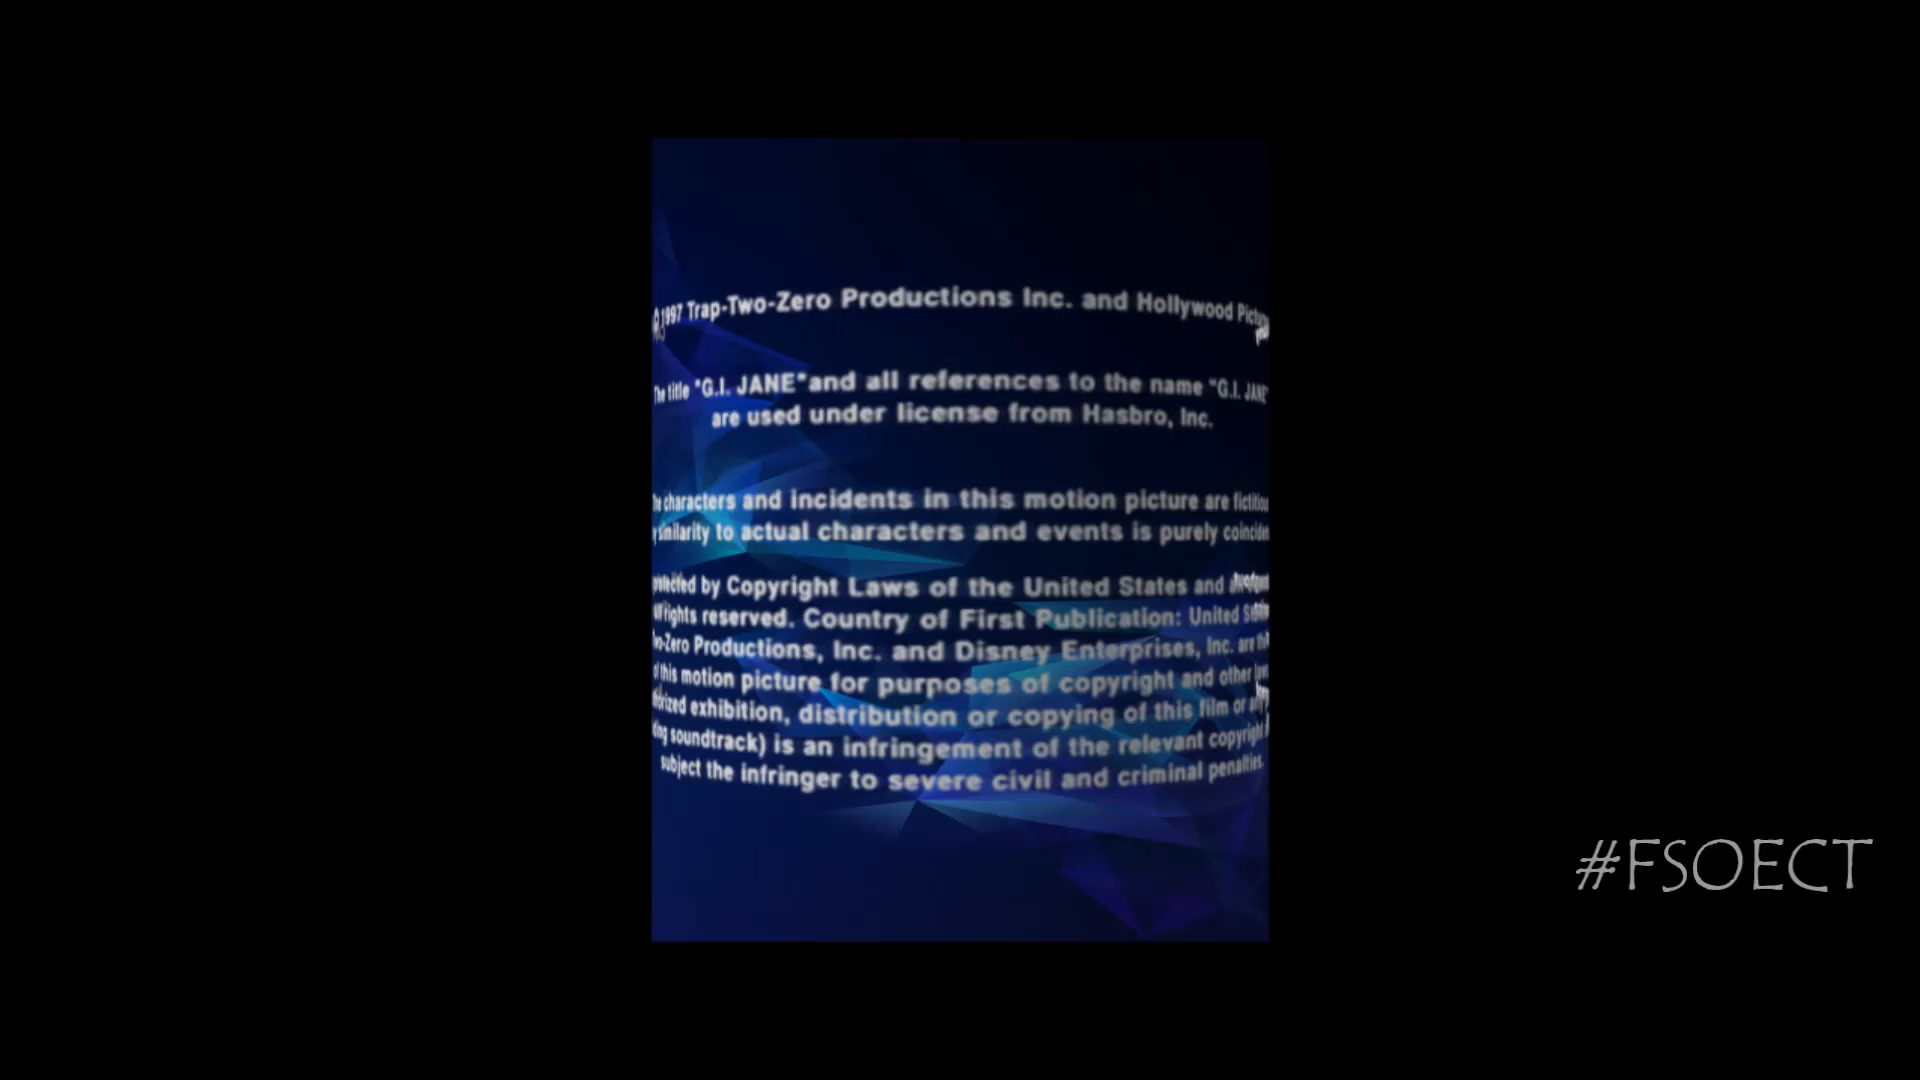 © 1997 Trap-Two-Zero Productions Inc. and Hollywood
The title "G.I. JANE" and all references to the name "G.I. JANE
are used under license from Hasbro, Inc.
characters and incidents in this motion picture are
similarity to actual characters and events is purely
by Copyright Laws of the United States and
rights reserved. Country of First Publication: United
Productions, Inc. and Disney Enterprises, Inc. are
of this motion picture for purposes of copyright and other
exhibition, distribution or copying of this film or any
soundtrack) is an infringement of the relevant copyright
subject the infringer to severe civil and criminal penalties.
#FSOECT